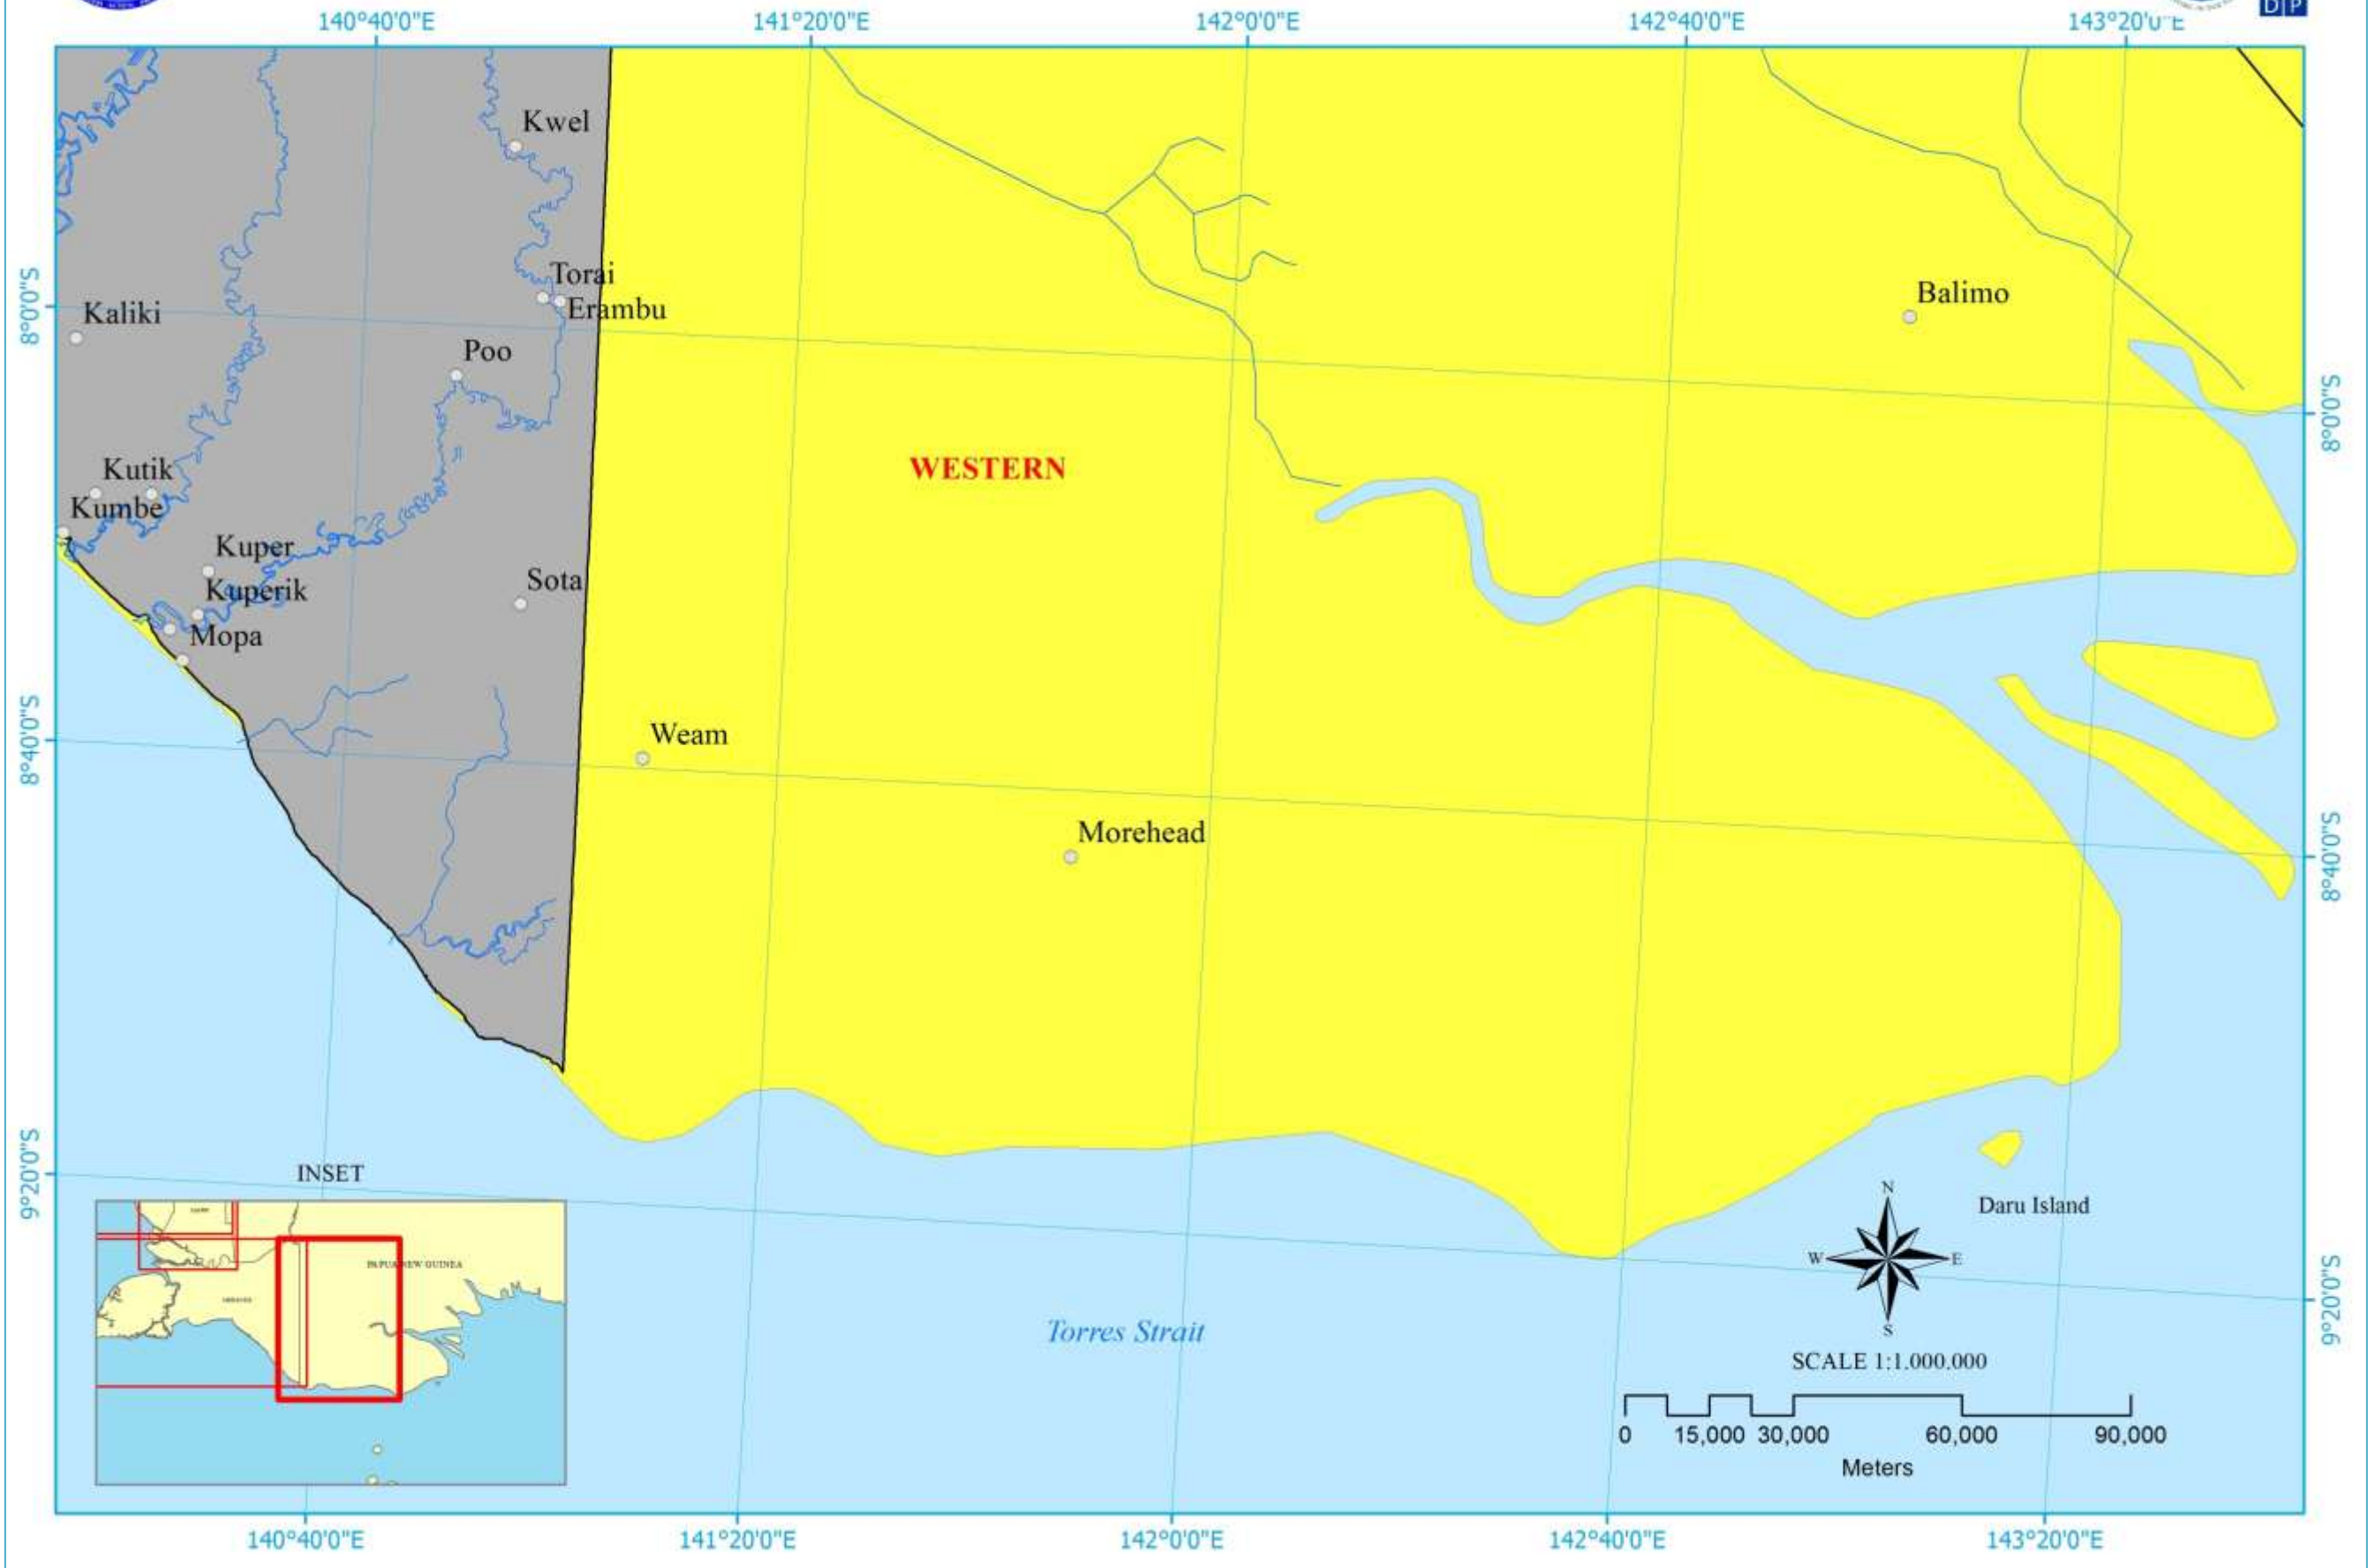 140°40'0"E
141°20'0"E
142°0'0"E
142°40'0"E
143°20'0"E
D P
Kwel
Torai
8°0'0"S
Erambu
Kaliki
Balimo
Poo
8°0'0"S
WESTERN
Kutik
Kumbe
Kuper
Sota
Kuperik
Mopa
8°40'0"S
Weam
Morehead
8°40'0"S
9°20'0"S
INSET
N
Daru Island
W
E
PAPUA NEW GUINEA
S
9°20'0"S
Torres Strait
SCALE 1:1.000.000
0
15,000
30,000
60,000
90,000
Meters
140°40'0"E
141°20'0"E
142°0'0"E
142°40'0"E
143°20'0"E